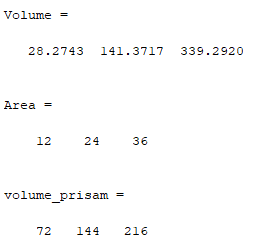 Volume =
28.2743 141.3717 339.2920
Area =
12 24 36
volume_prisam =
72 144 216